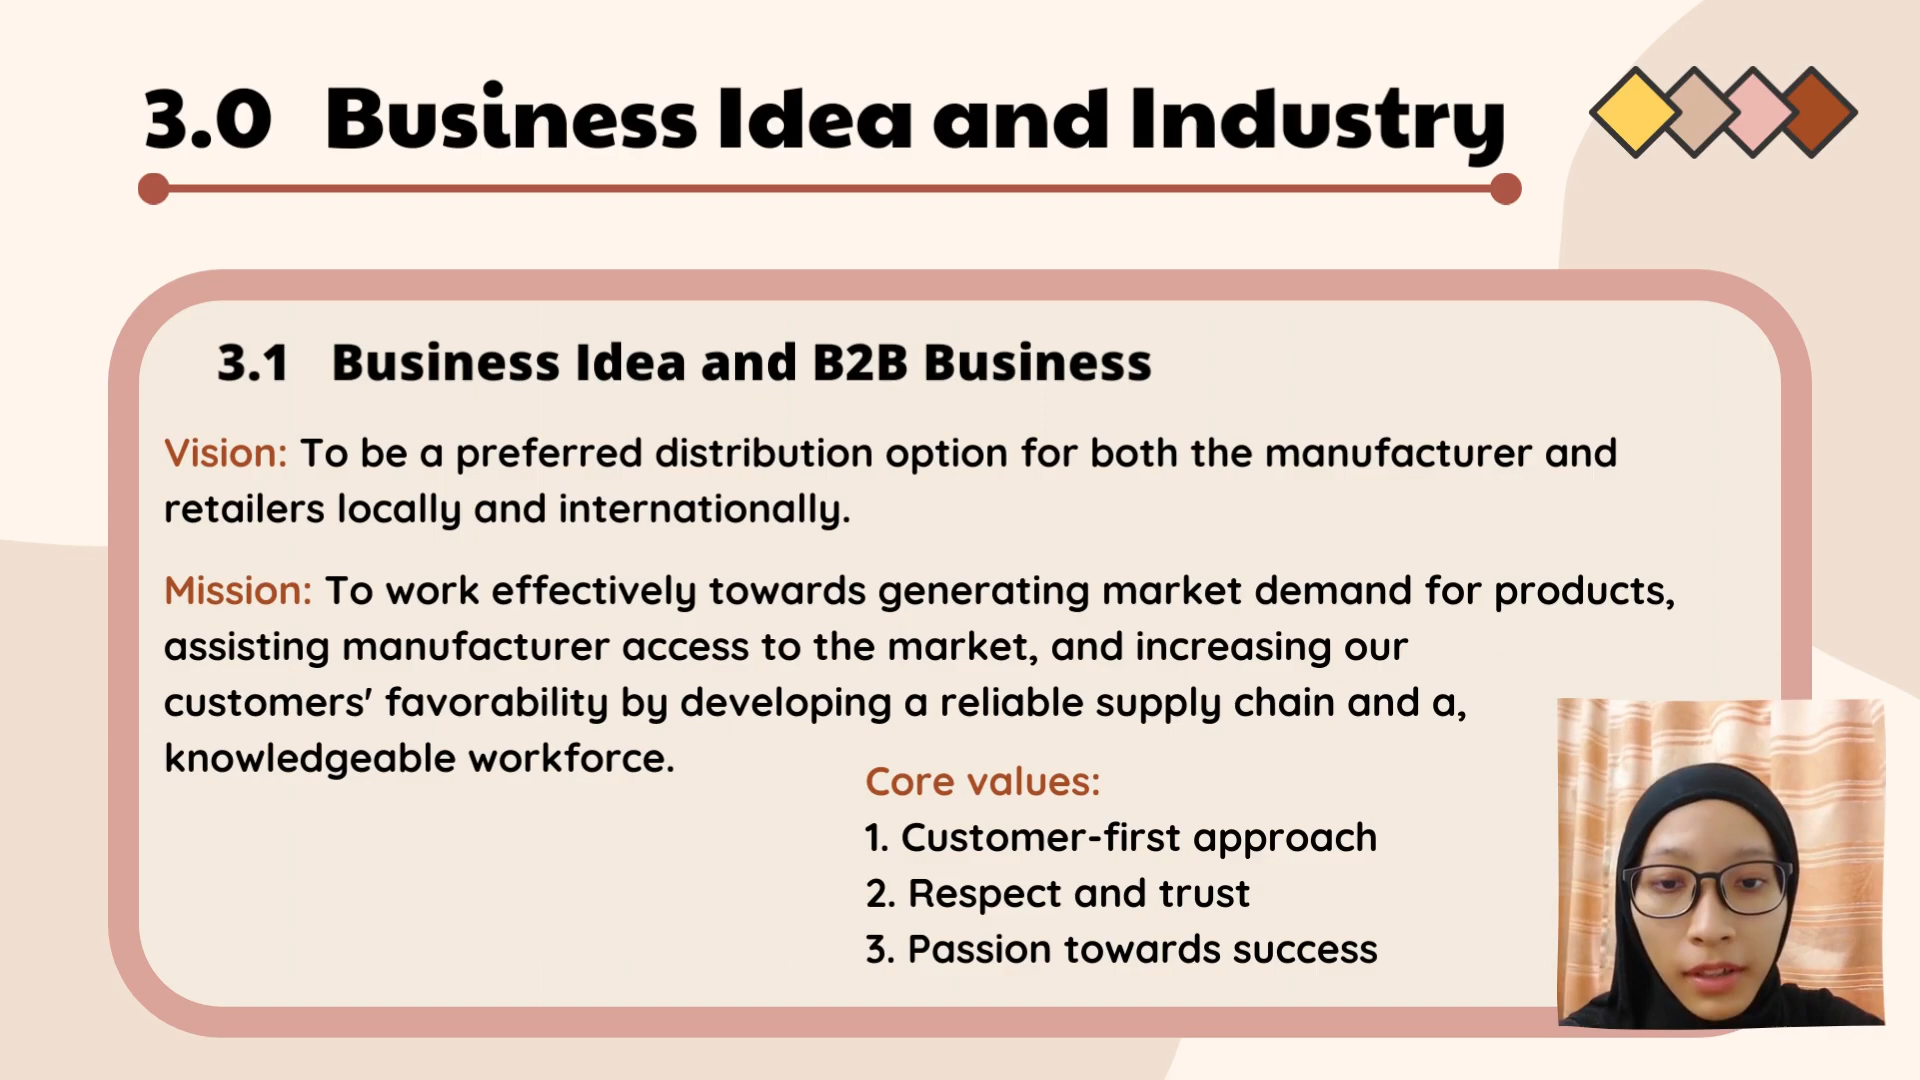 3.0 Business Idea and Industry
3.1 Business Idea and B2B Business
Vision: To be a preferred distribution option for both the manufacturer and
retailers locally and internationally.
Mission: To work effectively towards generating market demand for products,
assisting manufacturer access to the market, and increasing our
customers' favorability by developing a reliable supply chain and a,
knowledgeable workforce.
Core values:
1. Customer-first approach
2. Respect and trust
3. Passion towards success